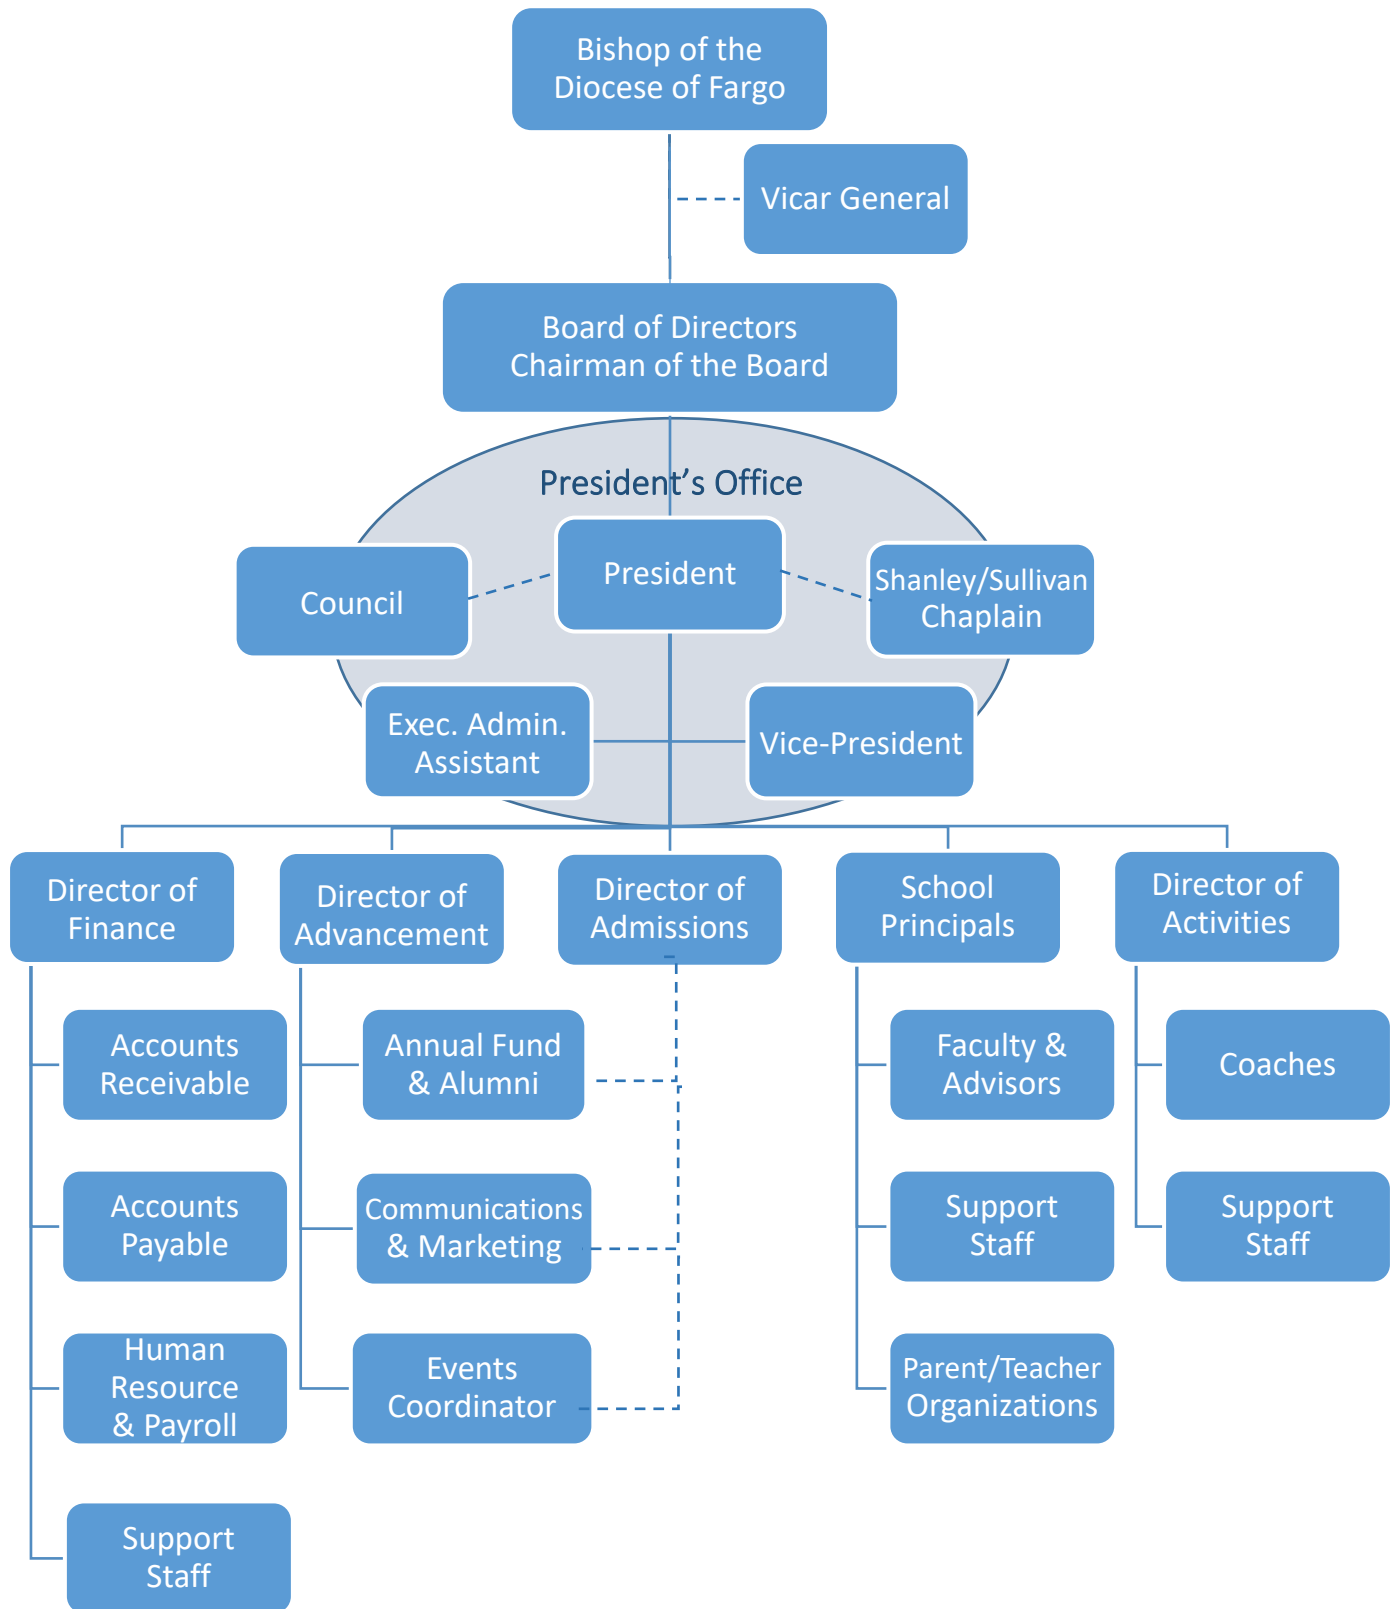 Bishop of the
Diocese of Fargo
Vicar General
Board of Directors
Chairman of the Board
President's Office
President
Council
Shanley/Sullivan
Chaplain
Exec. Admin.
Assistant
Vice-President
Director of
Finance
Director of
Advancement
Director of
Admissions
School
Principals
Director of
Activities
Accounts
Receivable
Annual Fund
& Alumni
Faculty &
Advisors
Coaches
Accounts
Payable
Communications
& Marketing
Support
Staff
Support
Staff
Human
Resource
& Payroll
Events
Coordinator
Parent/Teacher
Organizations
Support
Staff